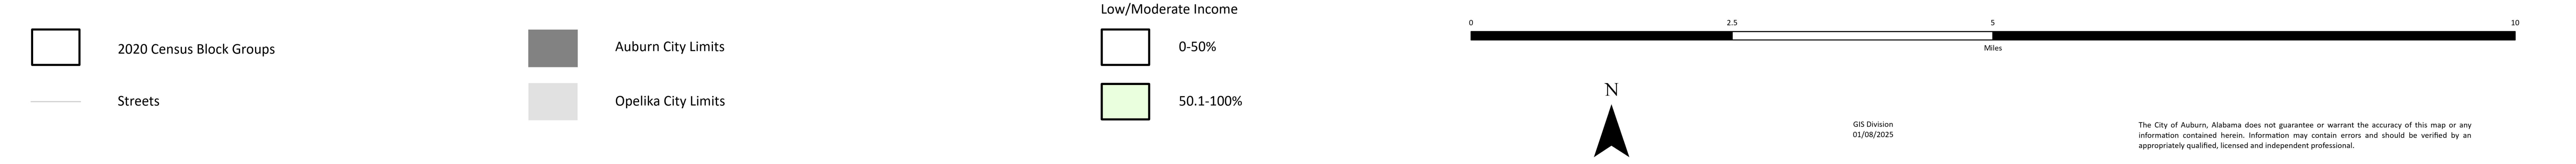 2020 Census Block Groups
Streets
Auburn City Limits
Opelika City Limits
Low/Moderate Income
0-50%
50.1-100%
0 2.5 5 10
Miles
N
GIS Division
01/08/2025
The City of Auburn, Alabama does not guarantee or warrant the accuracy of this map or any
information contained herein. Information may contain errors and should be verified by an
appropriately qualified, licensed and independent professional.